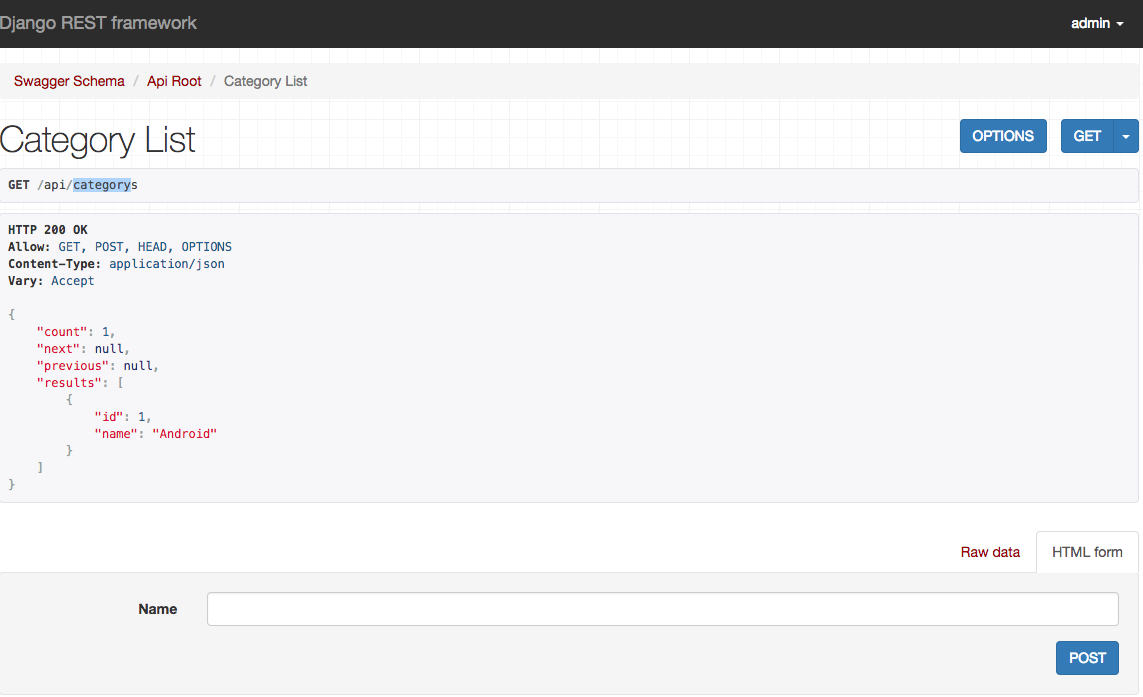 Django REST framework
admin
Swagger Schema / Api Root / Category List
Category List
OPTIONS
GET
GET /api/categorys
HTTP 200 OK
Allow: GET, POST, HEAD, OPTIONS
Content-Type: application/json
Vary: Accept
{
    "count": 1,
    "next": null,
    "previous": null,
    "results": [
        {
            "id": 1,
            "name": "Android"
        }
    ]
}
Raw data
HTML form
Name
POST